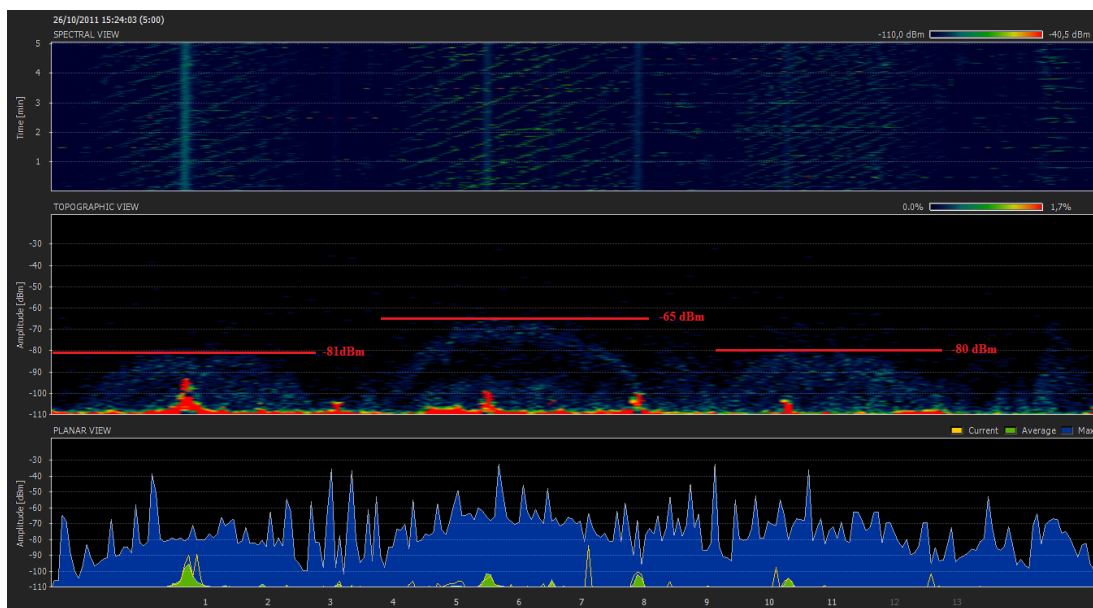 26/10/2011 15:24:03 (5:00)
SPECTRAL VIEW
-110,0 dBm
-40,5 dBm
5
4
3
2
1
Time [min]
TOPOGRAPHIC VIEW
0.0%
1,7%
-30
-40
-50
-60
-70
-80
-90
-100
-110
Amplitude [dBm]
-81dBm
-65 dBm
-80 dBm
PLANAR VIEW
Current
Average
Max
-30
-40
-50
-60
-70
-80
-90
-100
-110
Amplitude [dBm]
1 2 3 4 5 6 7 8 9 10 11 12 13